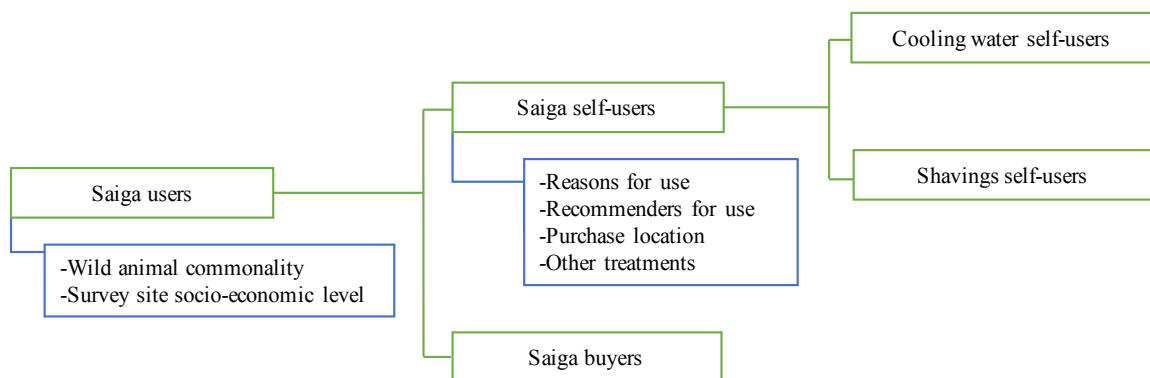 Cooling water self-users
Saiga self-users
Shavings self-users
-Reasons for use
-Recommenders for use
-Purchase location
-Other treatments
Saiga users
-Wild animal commonality
-Survey site socio-economic level
Saiga buyers